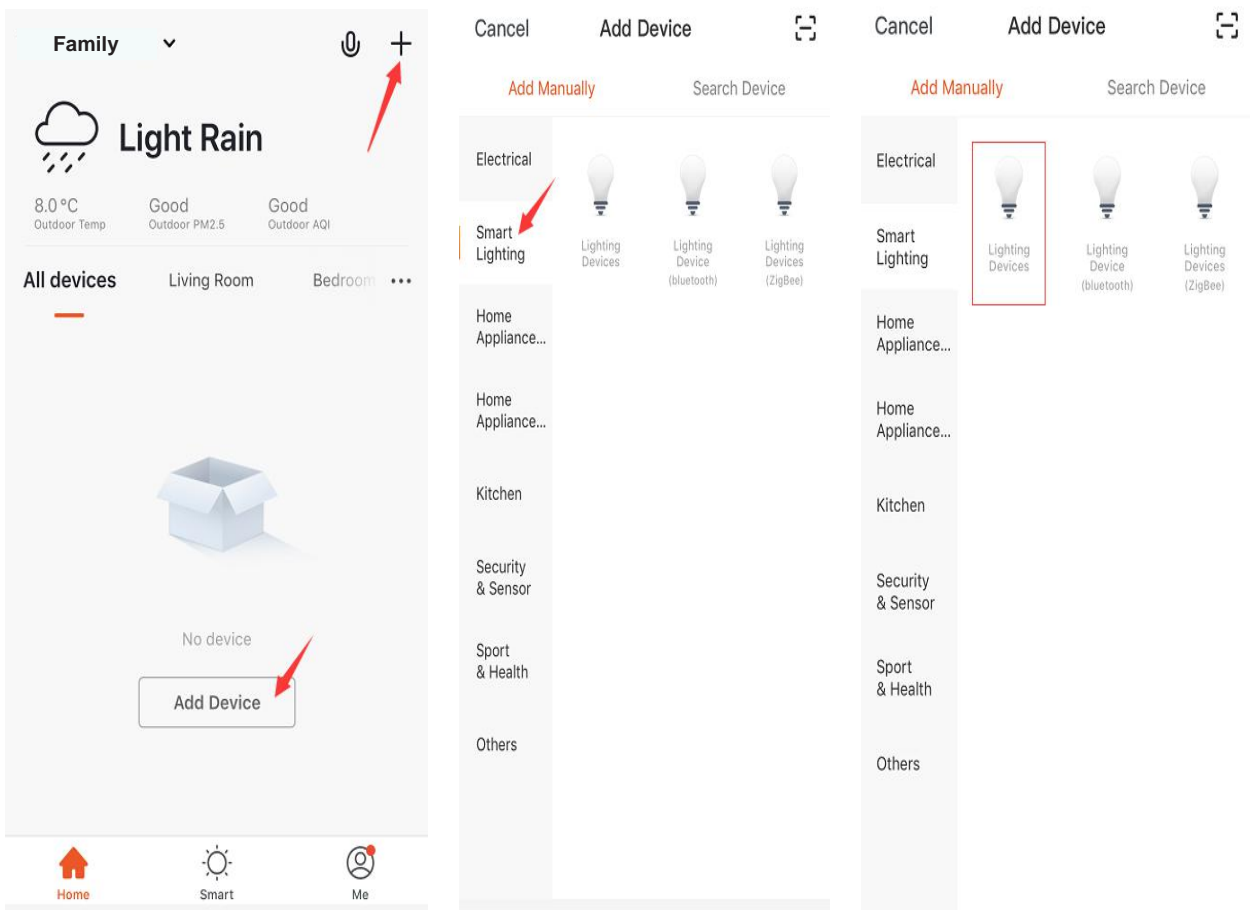 Family
Light Rain
8.0 °C
Outdoor Temp
Good
Outdoor PM2.5
Good
Outdoor AQI
All devices
Living Room
Bedroom
No device
Add Device
Home
Smart
Me
Cancel
Add Device
Add Manually
Search Device
Electrical
Smart
Lighting
Home
Appliance...
Home
Appliance...
Kitchen
Security
& Sensor
Sport
& Health
Others
Lighting
Devices
Lighting
Device
(bluetooth)
Lighting
Devices
(ZigBee)
Cancel
Add Device
Add Manually
Search Device
Electrical
Smart
Lighting
Home
Appliance...
Home
Appliance...
Kitchen
Security
& Sensor
Sport
& Health
Others
Lighting
Devices
Lighting
Device
(bluetooth)
Lighting
Devices
(ZigBee)